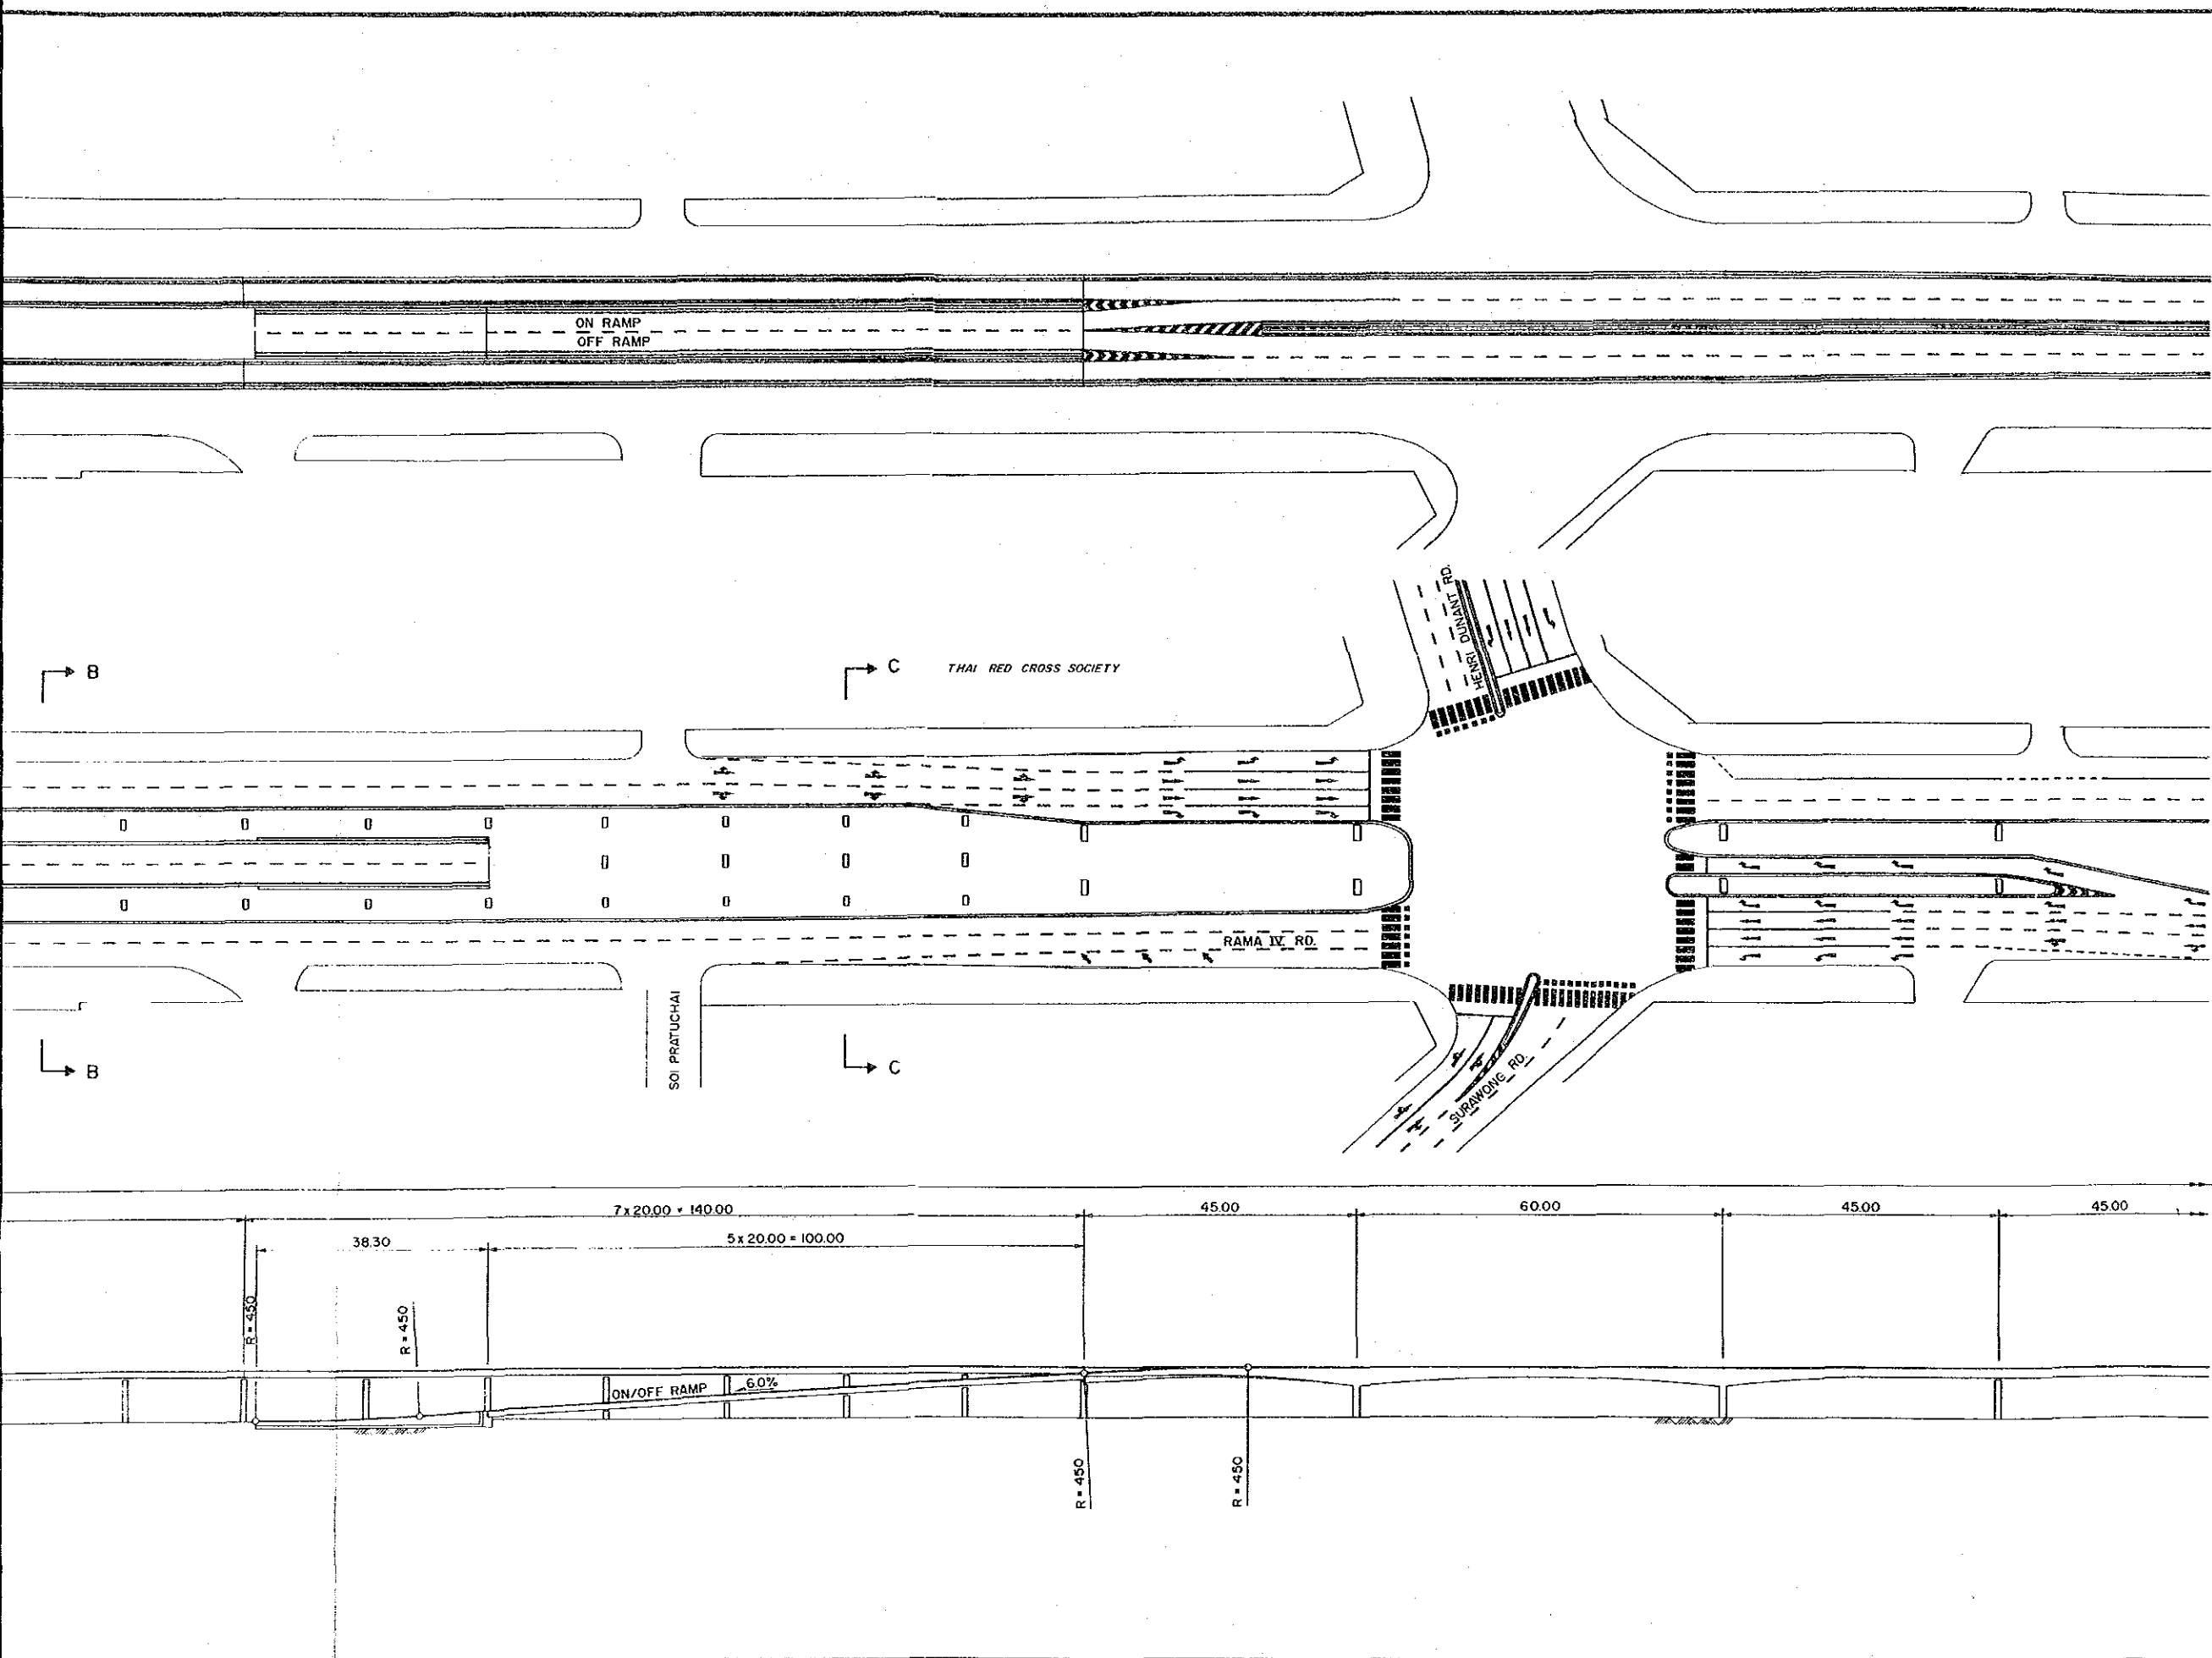 ON RAMP
OFF RAMP
HENRI DUNANT RD.
B
C
THAI RED CROSS SOCIETY
RAMA IV. RD.
SOI PRATUCHAI
B
C
SURAWONG RD.
7 x 20.00 = 140.00
45.00
60.00
45.00
45.00
38.30
5 x 20.00 = 100.00
R = 450
R = 450
ON/OFF RAMP
6.0%
R = 450
R = 450